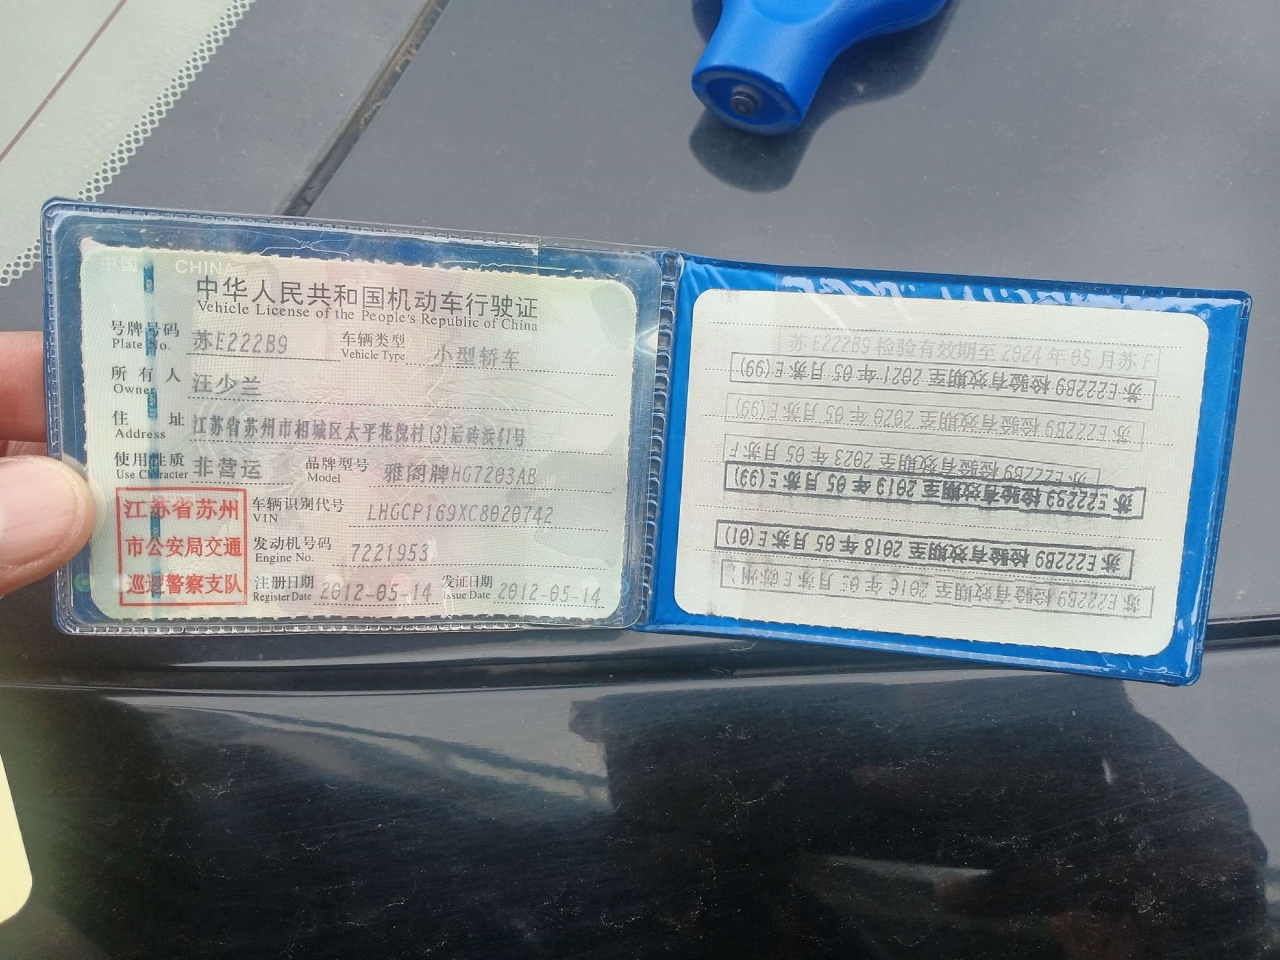 中国 CHINA
中华人民共和国机动车行驶证
Vehicle License of the People's Republic of China
号牌号码 Plate No. 苏E222B9 车辆类型 Vehicle Type 小型轿车
所有人 Owner 汪少兰
住址 Address 江苏省苏州市相城区太平花倪村(3)后砖浜41号
使用性质 Use Character 非营运 品牌型号 Model 雅阁牌HG7203AB
江苏省苏州
市公安局交通
巡逻警察支队
车辆识别代号 VIN LHGCP169XC8020742
发动机号码 Engine No. 7221953
注册日期 Register Date 2012-05-14 发证日期 Issue Date 2012-05-14
苏E222B9检验有效期至2024年05月苏F
苏E222B9检验有效期至2021年05月苏E(99)
苏E222B9检验有效期至2020年05月苏E(99)
苏E222B9检验有效期至2023年05月苏F
苏E222B9检验有效期至2019年05月苏E(99)
苏E222B9检验有效期至2018年05月苏E(01)
苏E222B9检验有效期至2016年05月苏E(苏州)